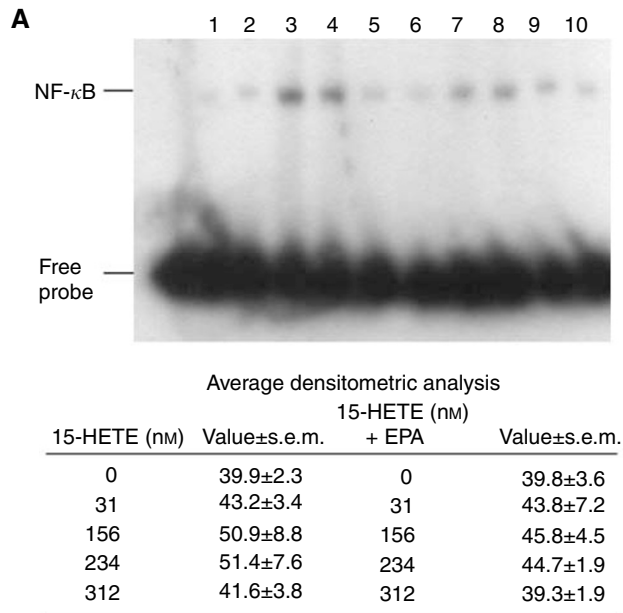 A
1 2 3 4 5 6 7 8 9 10
NF-κB
Free
probe
Average densitometric analysis
15-HETE (nM)
15-HETE (nM) Value±s.e.m. + EPA Value±s.e.m.
0 39.9±2.3 0 39.8±3.6
31 43.2±3.4 31 43.8±7.2
156 50.9±8.8 156 45.8±4.5
234 51.4±7.6 234 44.7±1.9
312 41.6±3.8 312 39.3±1.9